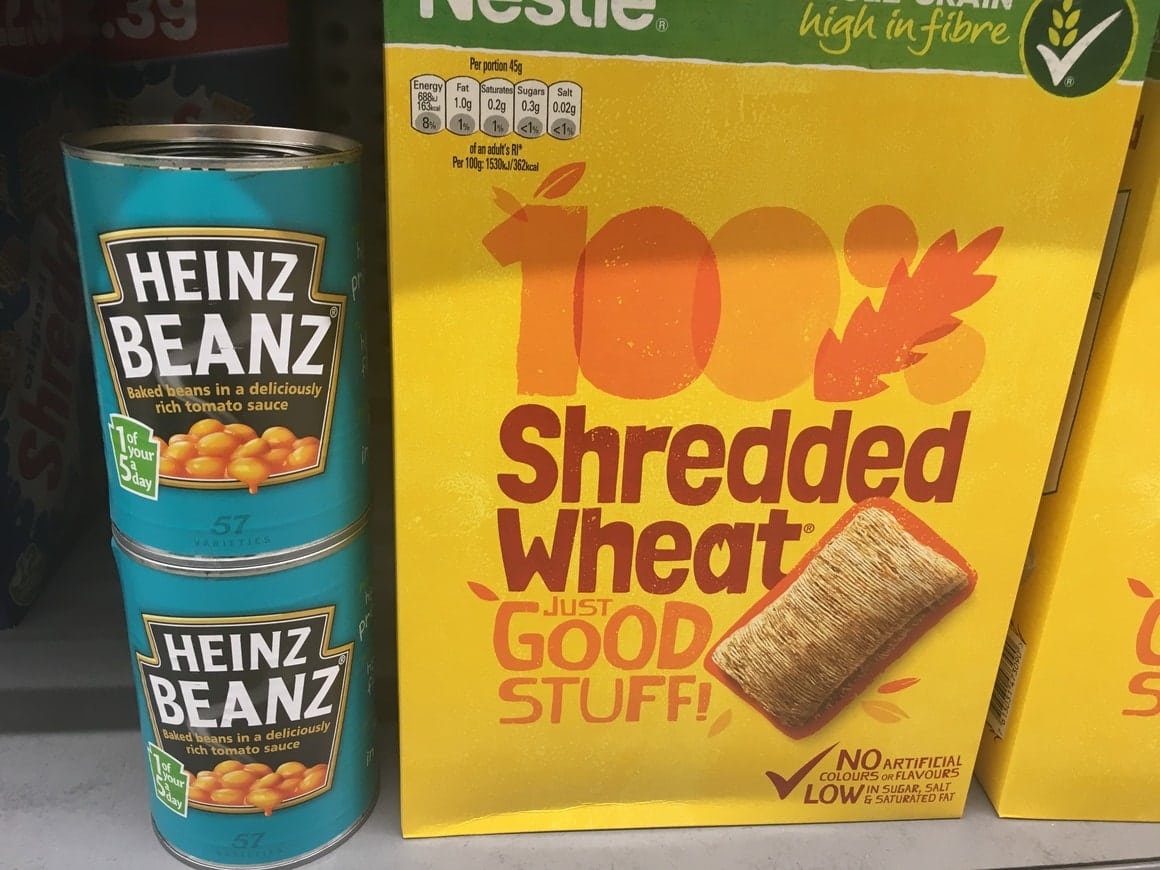 .39
HEINZ
BEANZ
Baked beans in a deliciously
rich tomato sauce
1 of
your
5 a
day
57
VARIETIES
HEINZ
BEANZ
Baked beans in a deliciously
rich tomato sauce
1 of
your
5 a
day
57
VARIETIES
Nestlé®
GRAIN
high in fibre
Per portion 45g
Energy 688kJ 163kcal 8%
Fat 1.0g 1%
Saturates 0.2g 1%
Sugars 0.3g <1%
Salt 0.02g <1%
of an adult's RI*
Per 100g: 1530kJ/362kcal
100%
Shredded
Wheat®
JUST
GOOD
STUFF!
NO ARTIFICIAL
COLOURS OR FLAVOURS
LOW IN SUGAR, SALT
& SATURATED FAT